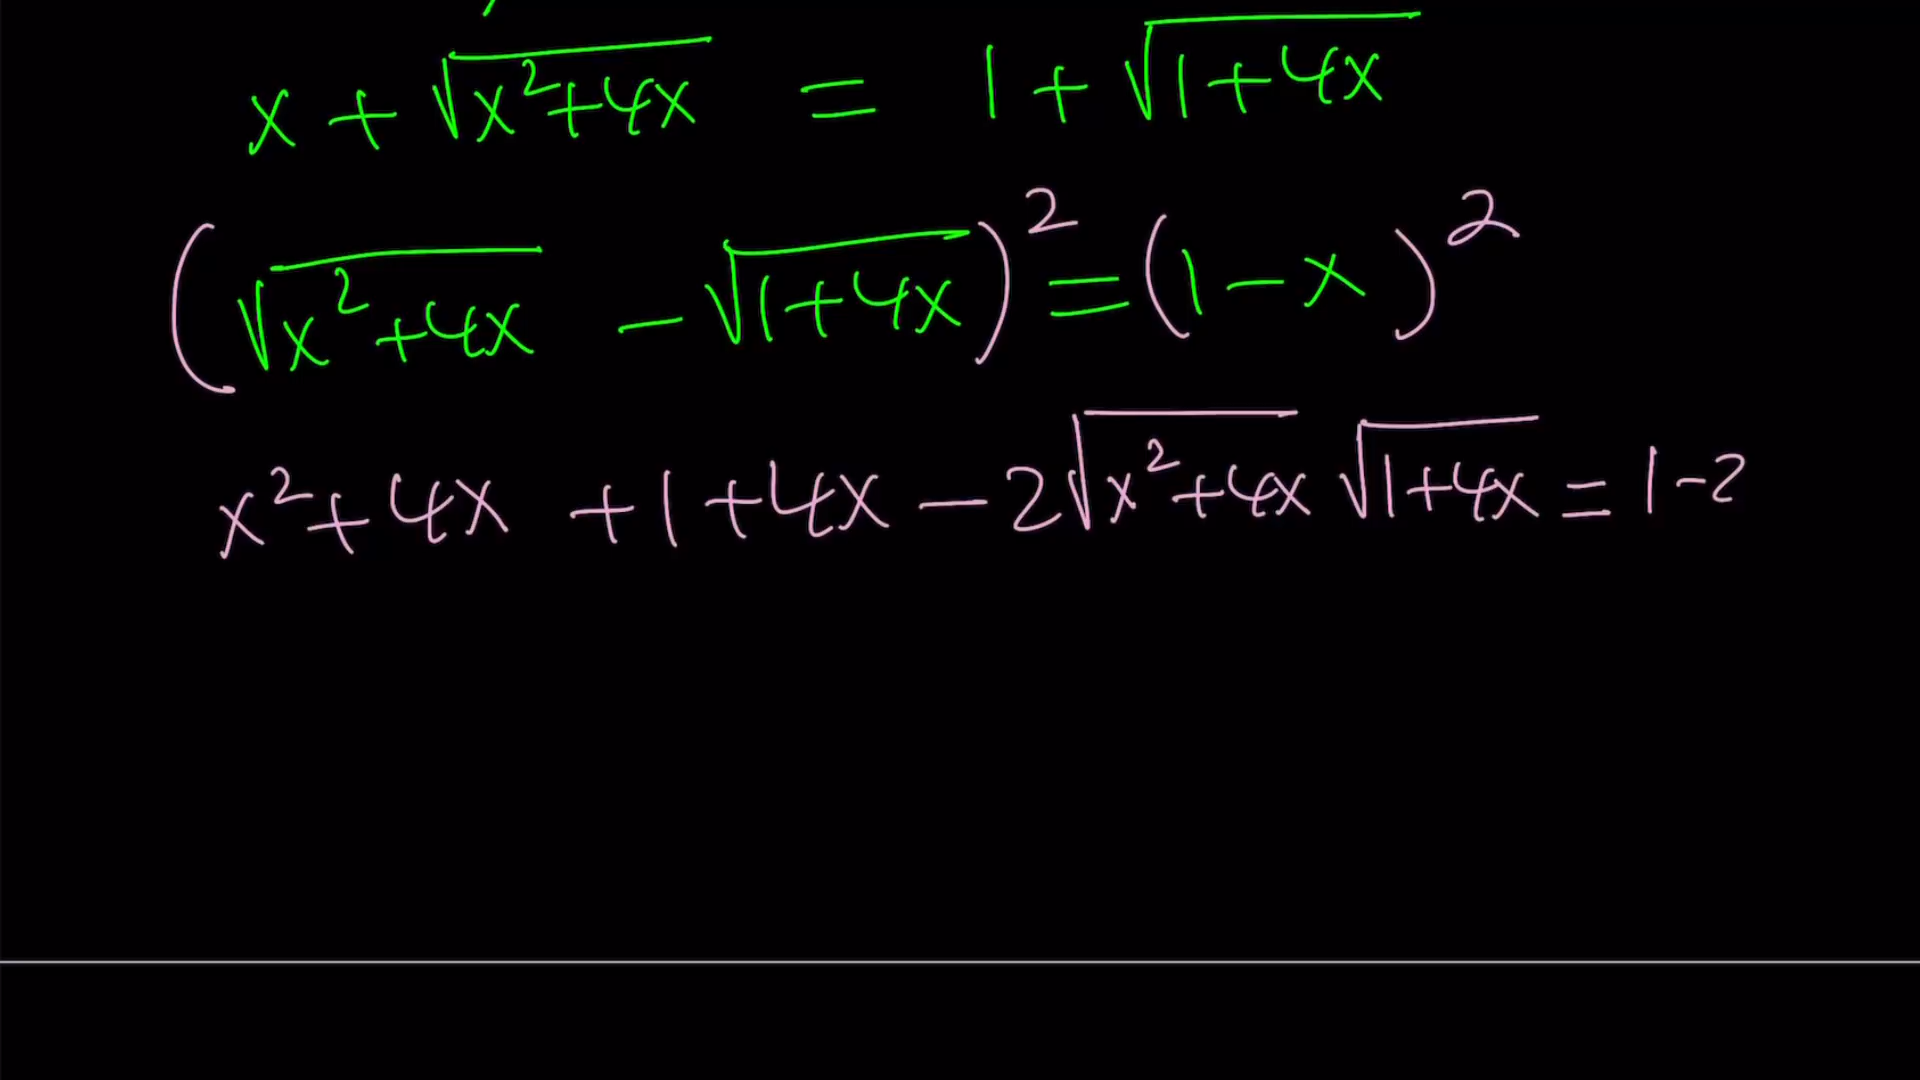 x + √(x²+4x) = 1 + √(1+4x)
(√(x²+4x) − √(1+4x))² = (1−x)²
x²+4x +1+4x − 2√(x²+4x) √(1+4x) = 1−2